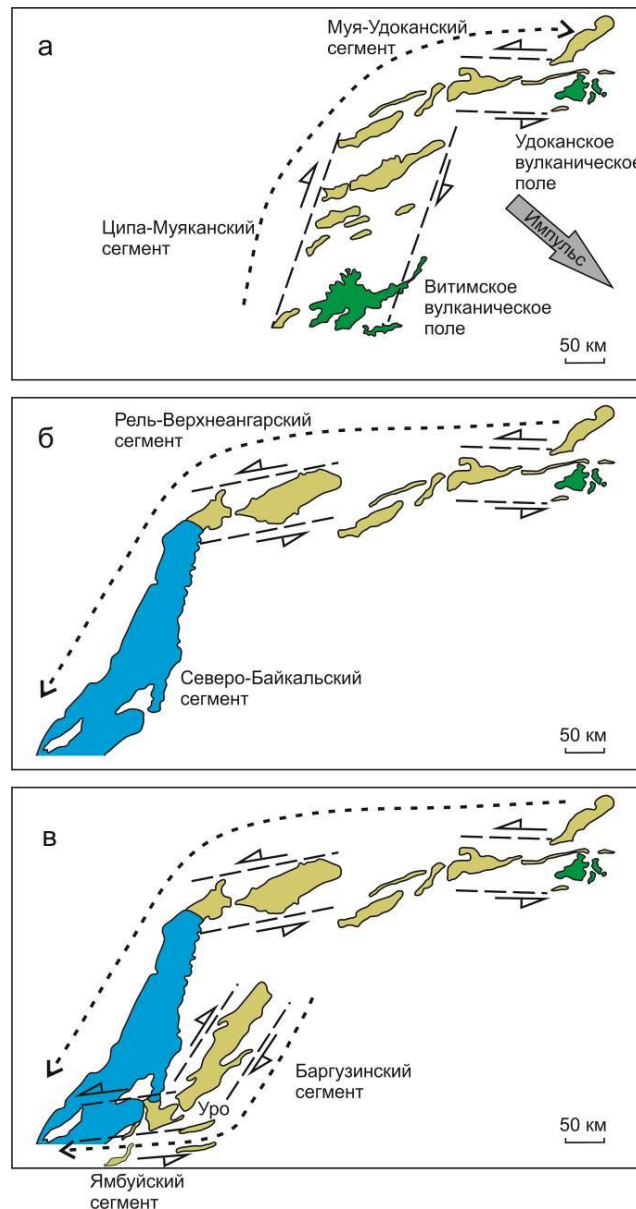 а
Муя-Удоканский
сегмент
Удоканское
вулканическое
поле
Ципа-Муяканский
сегмент
Импульс
Витимское
вулканическое
поле
50 км
б
Рель-Верхнеангарский
сегмент
Северо-Байкальский
сегмент
50 км
в
Баргузинский
сегмент
Уро
50 км
Ямбуйский
сегмент